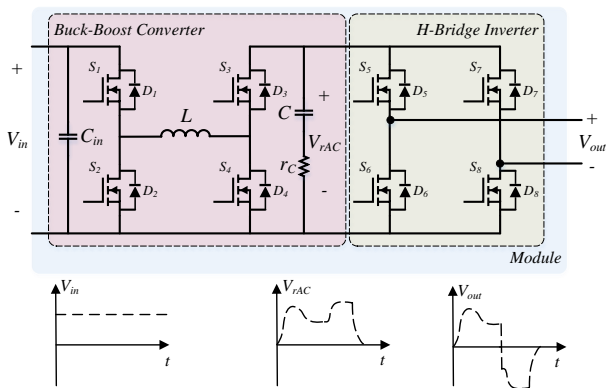 Buck-Boost Converter
H-Bridge Inverter
S1
S3
S5
S7
+
+
D1
D3
D5
D7
L
C
Vin
Cin
VrAC
+
Vout
-
S2
S4
rC
S6
S8
D2
D4
D6
D8
-
-
Module
Vin
t
VrAC
t
Vout
t